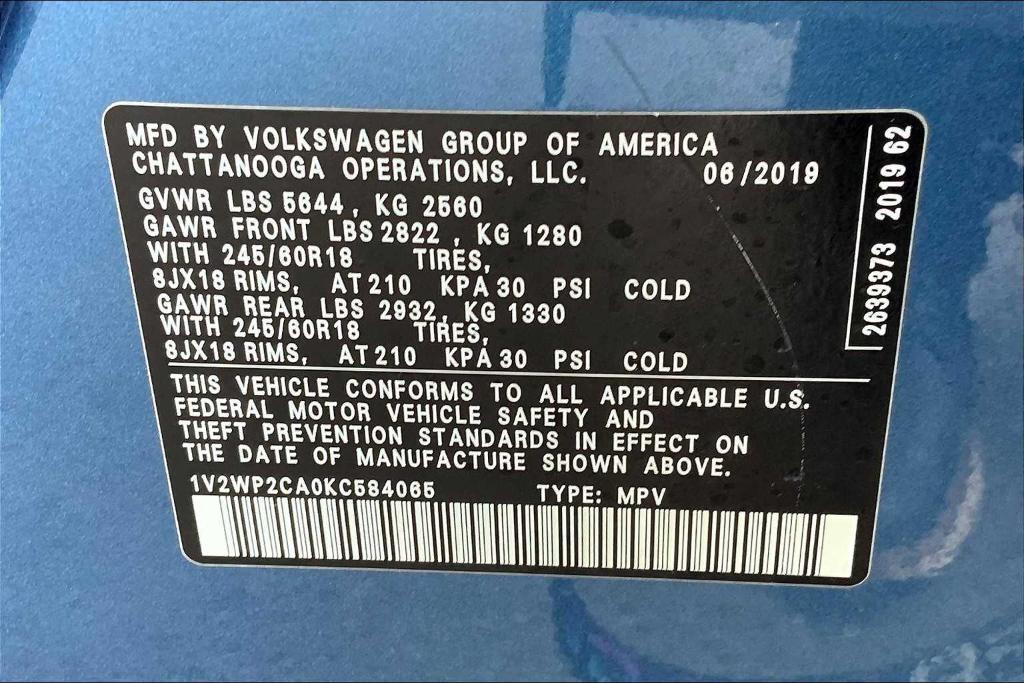 MFD BY VOLKSWAGEN GROUP OF AMERICA
CHATTANOOGA OPERATIONS, LLC. 06/2019
GVWR LBS 5644, KG 2560
GAWR FRONT LBS 2822, KG 1280
WITH 245/60R18 TIRES,
8JX18 RIMS, AT 210 KPA 30 PSI COLD
GAWR REAR LBS 2932, KG 1330
WITH 245/60R18 TIRES,
8JX18 RIMS, AT 210 KPA 30 PSI COLD
THIS VEHICLE CONFORMS TO ALL APPLICABLE U.S.
FEDERAL MOTOR VEHICLE SAFETY AND
THEFT PREVENTION STANDARDS IN EFFECT ON
THE DATE OF MANUFACTURE SHOWN ABOVE.
1V2WP2CA0KC584065 TYPE: MPV
2639373 2019 62